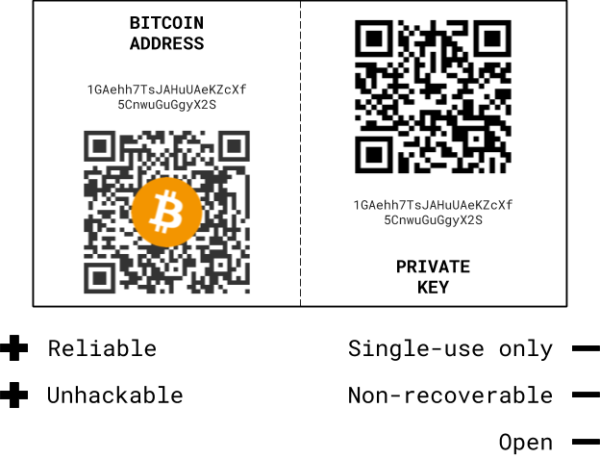 BITCOIN
ADDRESS
1GAehh7TsJAHuUAeKZcXf
5CnwuGuGgyX2S
1GAehh7TsJAHuUAeKZcXf
5CnwuGuGgyX2S
PRIVATE
KEY
Reliable
Unhackable
Single-use only
Non-recoverable
Open